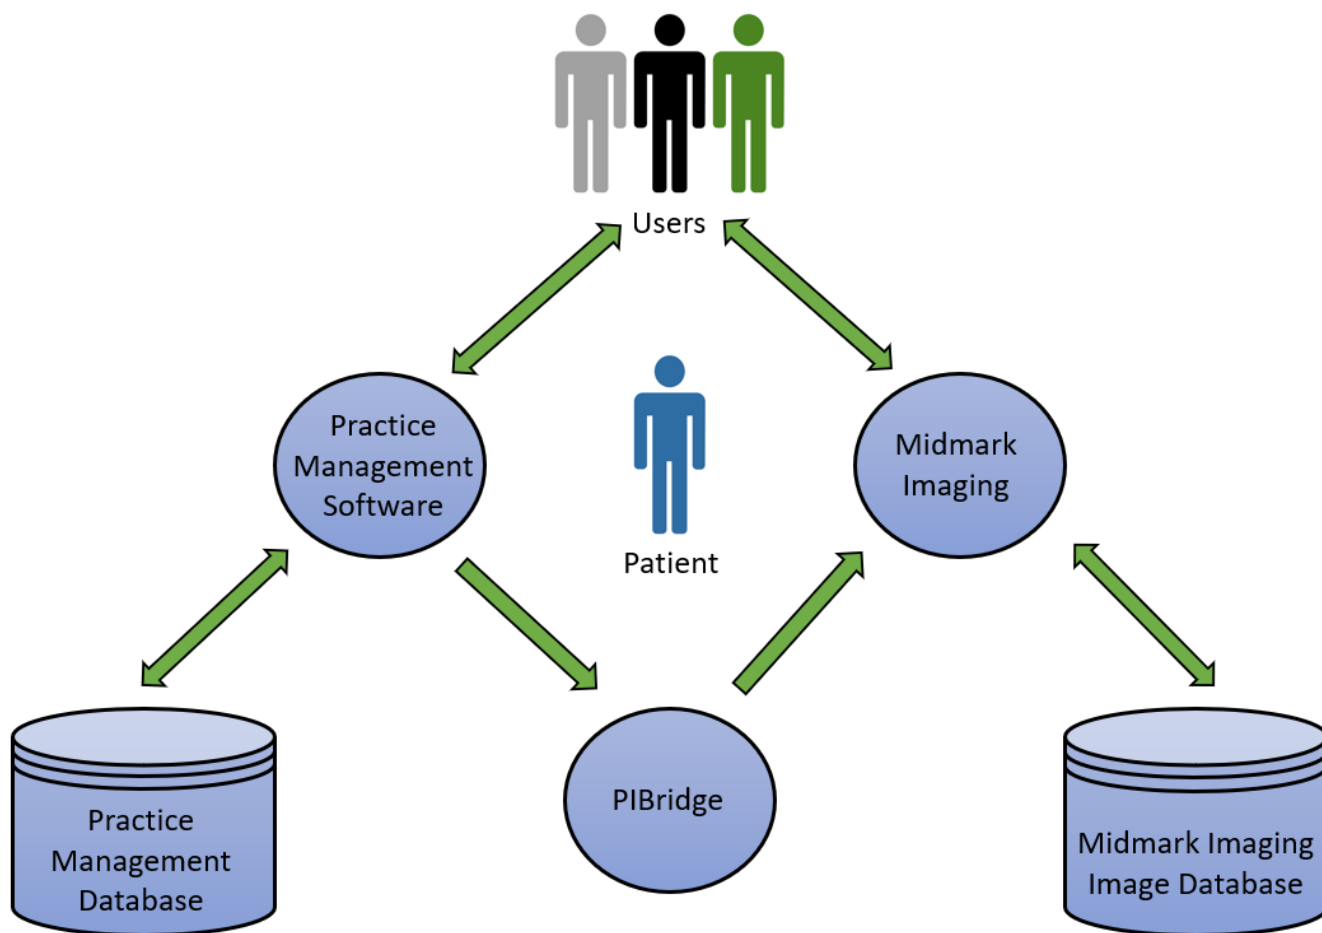 Users
Practice
Management
Software
Midmark
Imaging
Patient
Practice
Management
Database
PIBridge
Midmark Imaging
Image Database